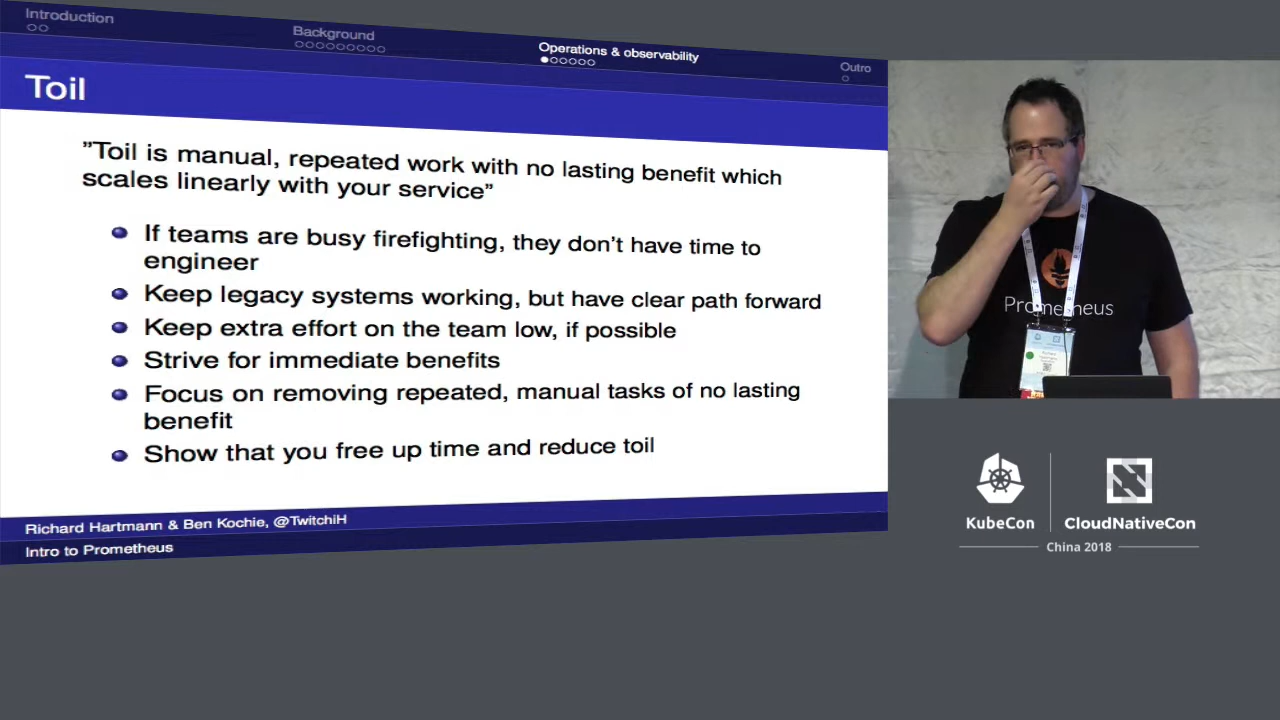 Introduction
Background
Operations & observability
Outro
Toil
”Toil is manual, repeated work with no lasting benefit which
scales linearly with your service”
If teams are busy firefighting, they don’t have time to
engineer
Keep legacy systems working, but have clear path forward
Keep extra effort on the team low, if possible
Strive for immediate benefits
Focus on removing repeated, manual tasks of no lasting
benefit
Show that you free up time and reduce toil
Richard Hartmann & Ben Kochie, @TwitchiH
Intro to Prometheus
Prometheus
Richard
KubeCon
CloudNativeCon
China 2018